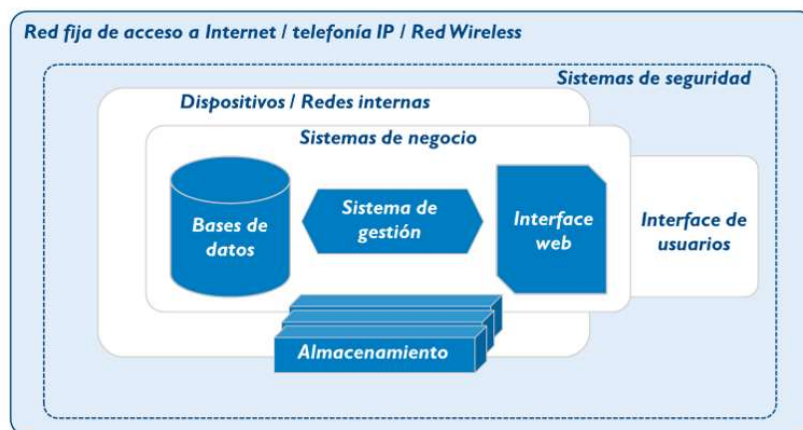 Red fija de acceso a Internet / telefonía IP / Red Wireless
Sistemas de seguridad
Dispositivos / Redes internas
Sistemas de negocio
Bases de
datos
Sistema de
gestión
Interface
web
Interface de
usuarios
Almacenamiento